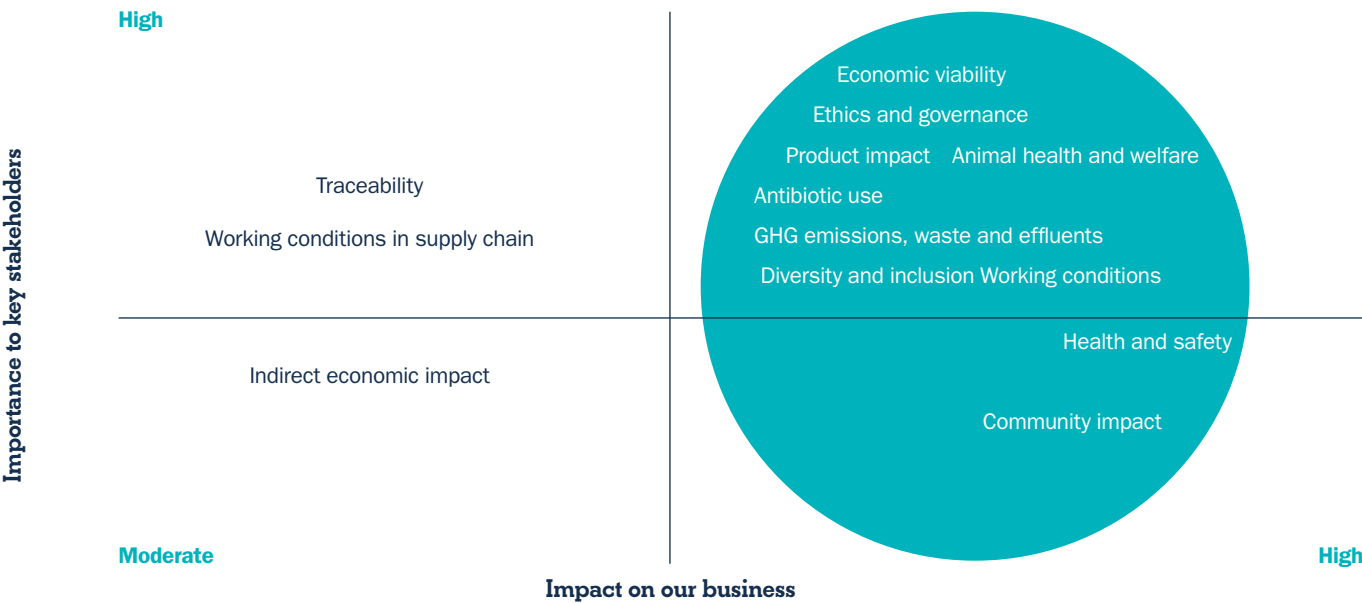 High
Importance to key stakeholders
Economic viability
Ethics and governance
Product impact Animal health and welfare
Antibiotic use
GHG emissions, waste and effluents
Diversity and inclusion Working conditions
Traceability
Working conditions in supply chain
Health and safety
Indirect economic impact
Community impact
Moderate
High
Impact on our business